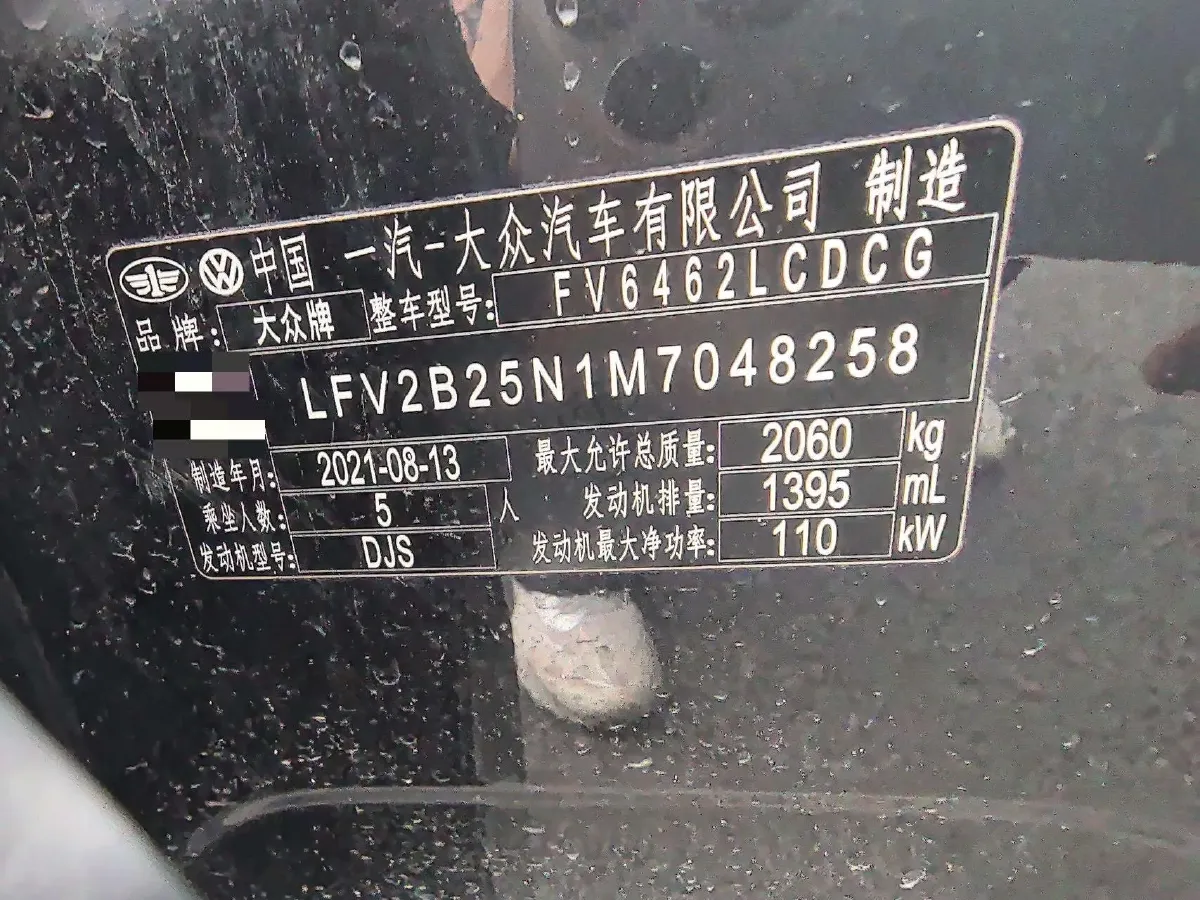 中国 一汽-大众汽车有限公司 制造
品牌: 大众牌 整车型号: FV6462LCDCG
LFV2B25N1M7048258
制造年月: 2021-08-13 最大允许总质量: 2060 kg
乘坐人数: 5 人 发动机排量: 1395 mL
发动机型号: DJS 发动机最大净功率: 110 kW